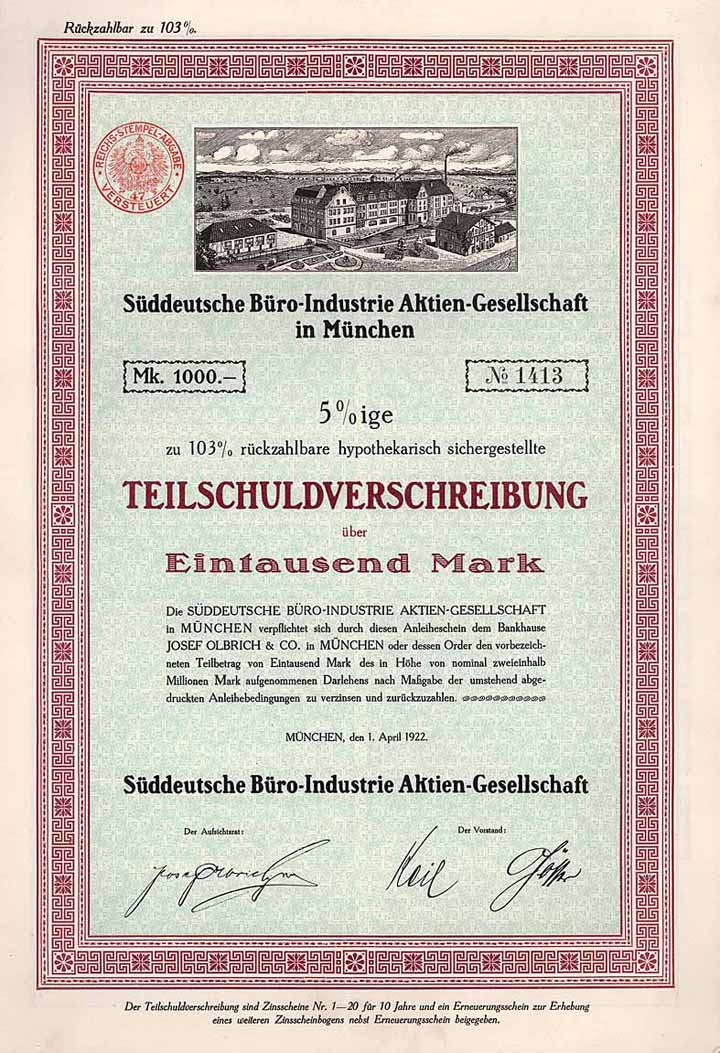 Rückzahlbar zu 103%.
REICHS-STEMPEL-ABGABE
47
VERSTEUERT
Süddeutsche Büro-Industrie Aktien-Gesellschaft
in München
Mk. 1000.—
№ 1413
5%ige
zu 103% rückzahlbare hypothekarisch sichergestellte
TEILSCHULDVERSCHREIBUNG
über
Eintausend Mark
Die SÜDDEUTSCHE BÜRO-INDUSTRIE AKTIEN-GESELLSCHAFT
in MÜNCHEN verpflichtet sich durch diesen Anleiheschein dem Bankhause
JOSEF OLBRICH & CO. in MÜNCHEN oder dessen Order den vorbezeich-
neten Teilbetrag von Eintausend Mark des in Höhe von nominal zweieinhalb
Millionen Mark aufgenommenen Darlehens nach Maßgabe der umstehend abge-
druckten Anleihebedingungen zu verzinsen und zurückzuzahlen.
MÜNCHEN, den 1. April 1922.
Süddeutsche Büro-Industrie Aktien-Gesellschaft
Der Aufsichtsrat:
Der Vorstand:
Keil
Der Teilschuldverschreibung sind Zinsscheine Nr. 1—20 für 10 Jahre und ein Erneuerungsschein zur Erhebung
eines weiteren Zinsscheinbogens nebst Erneuerungsschein beigegeben.